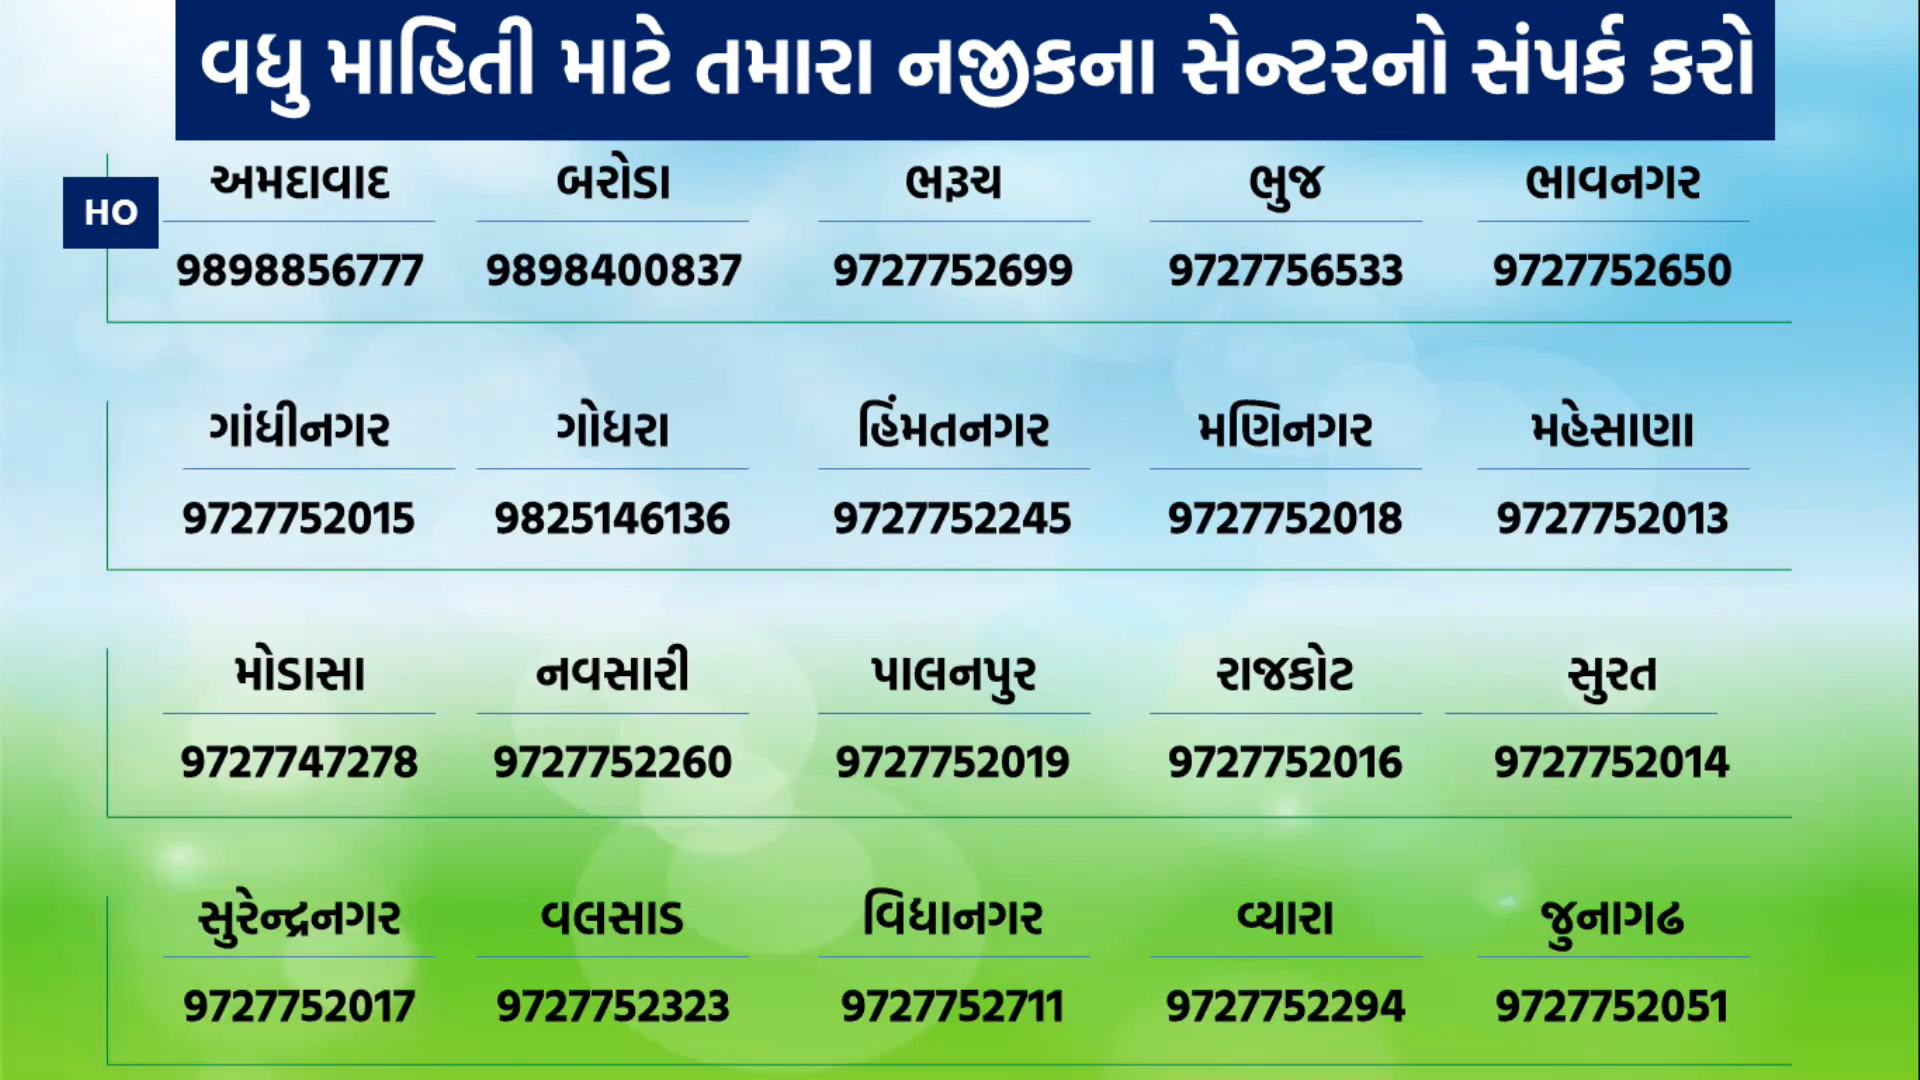 વધુ માહિતી માટે તમારા નજીકના સેન્ટરનો સંપર્ક કરો
HO
અમદાવાદ બરોડા ભરૂચ ભુજ ભાવનગર
9898856777 9898400837 9727752699 9727756533 9727752650
ગાંધીનગર ગોધરા હિંમતનગર મણિનગર મહેસાણા
9727752015 9825146136 9727752245 9727752018 9727752013
મોડાસા નવસારી પાલનપુર રાજકોટ સુરત
9727747278 9727752260 9727752019 9727752016 9727752014
સુરેન્દ્રનગર વલસાડ વિદ્યાનગર વ્યારા જુનાગઢ
9727752017 9727752323 9727752711 9727752294 9727752051